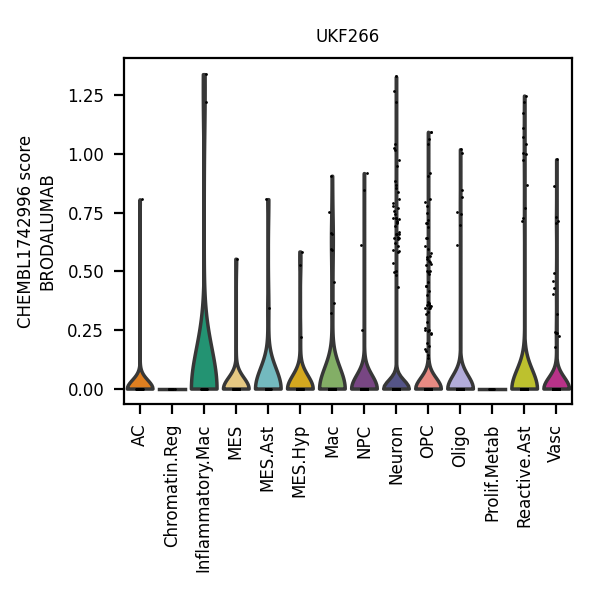 UKF266
CHEMBL1742996 score
BRODALUMAB
1.25
1.00
0.75
0.50
0.25
0.00
AC
Chromatin.Reg
Inflammatory.Mac
MES
MES.Ast
MES.Hyp
Mac
NPC
Neuron
OPC
Oligo
Prolif.Metab
Reactive.Ast
Vasc